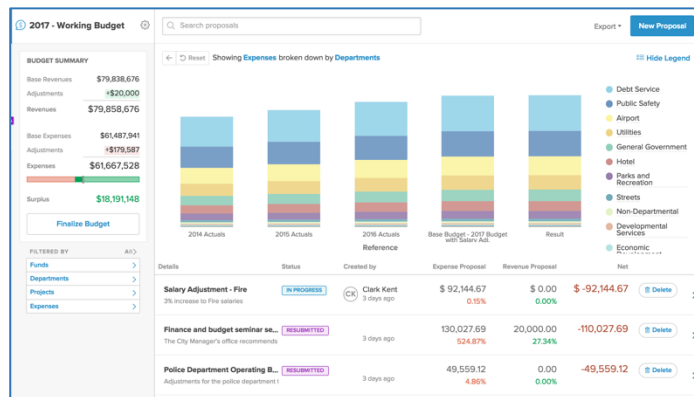 2017 - Working Budget
Search proposals
Export
New Proposal
BUDGET SUMMARY
Base Revenues $79,838,676
Adjustments +$20,000
Revenues $79,858,676
Base Expenses $61,487,941
Adjustments +$179,587
Expenses $61,667,528
Surplus $18,191,148
Finalize Budget
FILTERED BY All
Funds
Departments
Projects
Expenses
Reset Showing Expenses broken down by Departments
Hide Legend
2014 Actuals
2015 Actuals
2016 Actuals
Base Budget - 2017 Budget
with Salary Adj.
Result
Reference
Debt Service
Public Safety
Airport
Utilities
General Government
Hotel
Parks and
Recreation
Streets
Non-Departmental
Developmental
Services
Economic
Details Status Created by Expense Proposal Revenue Proposal Net
Salary Adjustment - Fire IN PROGRESS CK Clark Kent $ 92,144.67 $ 0.00 $ -92,144.67 Delete
3% increase to Fire salaries 3 days ago 0.15% 0.00%
Finance and budget seminar se... RESUBMITTED 130,027.69 20,000.00 -110,027.69 Delete
The City Manager's office recommends 3 days ago 524.87% 27.34%
Police Department Operating B... RESUBMITTED 49,559.12 0.00 -49,559.12 Delete
Adjustments for the police department 3 days ago 4.86% 0.00%